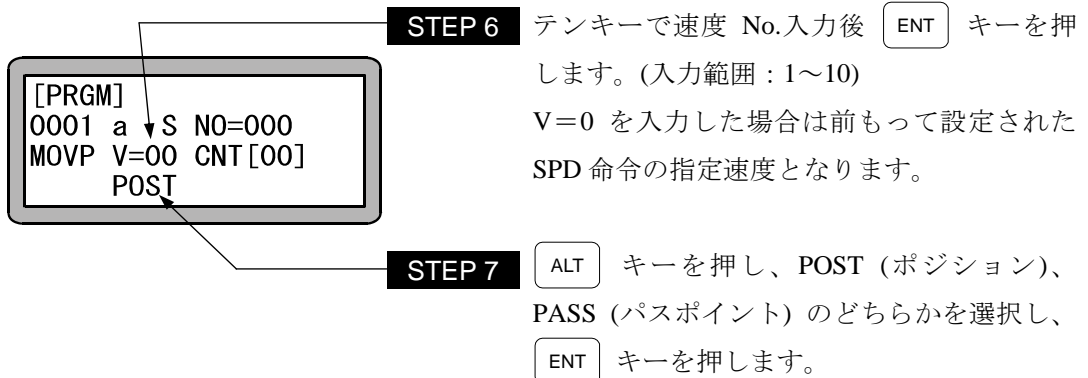 STEP 6 テンキーで速度 No.入力後 ENT キーを押
します。(入力範囲：1～10)
V＝0 を入力した場合は前もって設定された
SPD 命令の指定速度となります。
[PRGM]
0001 a S NO=000
MOVP V=00 CNT[00]
POST
STEP 7 ALT キーを押し、POST (ポジション)、
PASS (パスポイント) のどちらかを選択し、
ENT キーを押します。